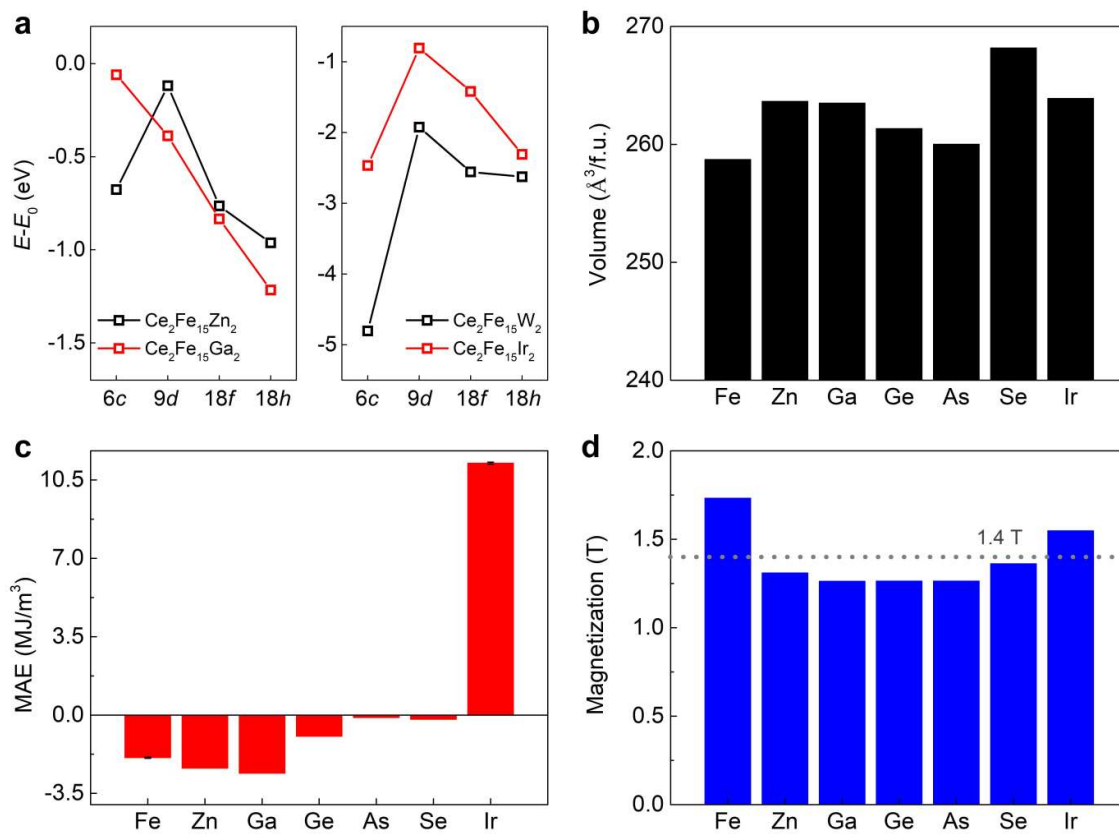 a
0.0
-0.5
-1.0
-1.5
E-E₀ (eV)
Ce₂Fe₁₅Zn₂
Ce₂Fe₁₅Ga₂
6c 9d 18f 18h
-1
-2
-3
-4
-5
Ce₂Fe₁₅W₂
Ce₂Fe₁₅Ir₂
6c 9d 18f 18h
b
270
260
250
240
Volume (Å³/f.u.)
Fe Zn Ga Ge As Se Ir
c
10.5
7.0
3.5
0.0
-3.5
MAE (MJ/m³)
Fe Zn Ga Ge As Se Ir
d
2.0
1.5
1.0
0.5
0.0
Magnetization (T)
1.4 T
Fe Zn Ga Ge As Se Ir